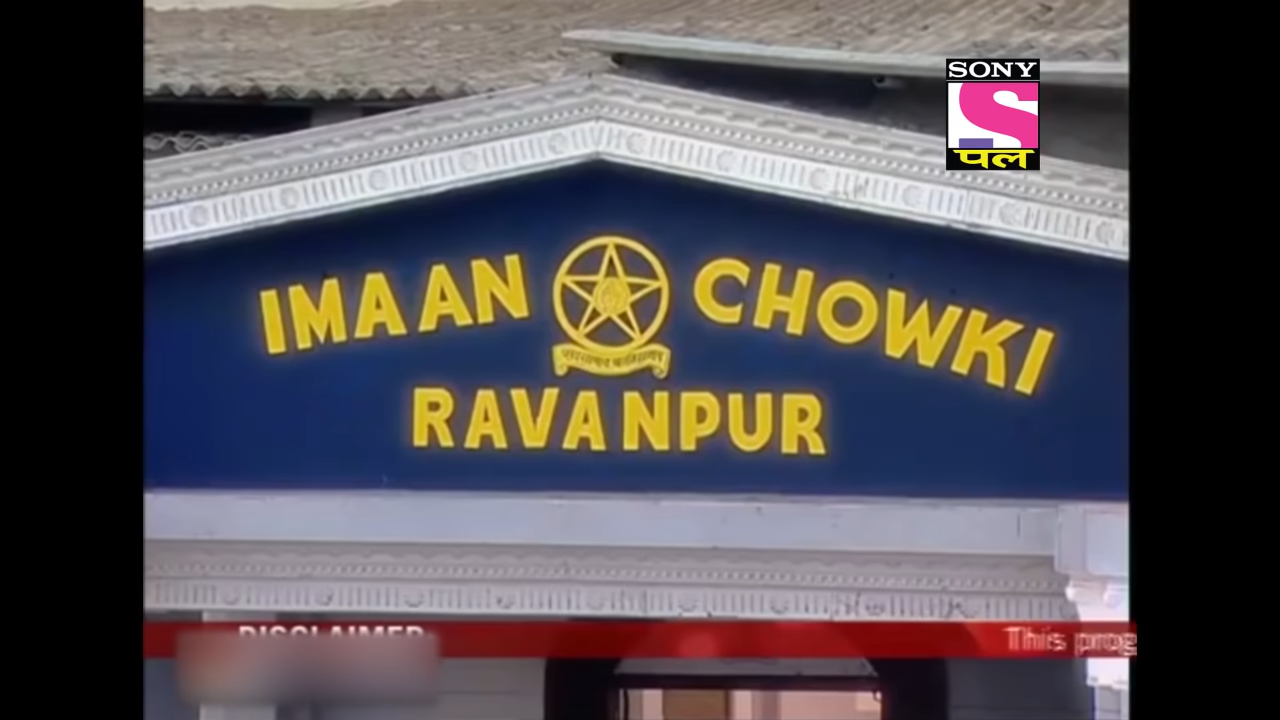 SONY
S
पल
IMAAN CHOWKI
RAVANPUR
DISCLAIMER
This prog